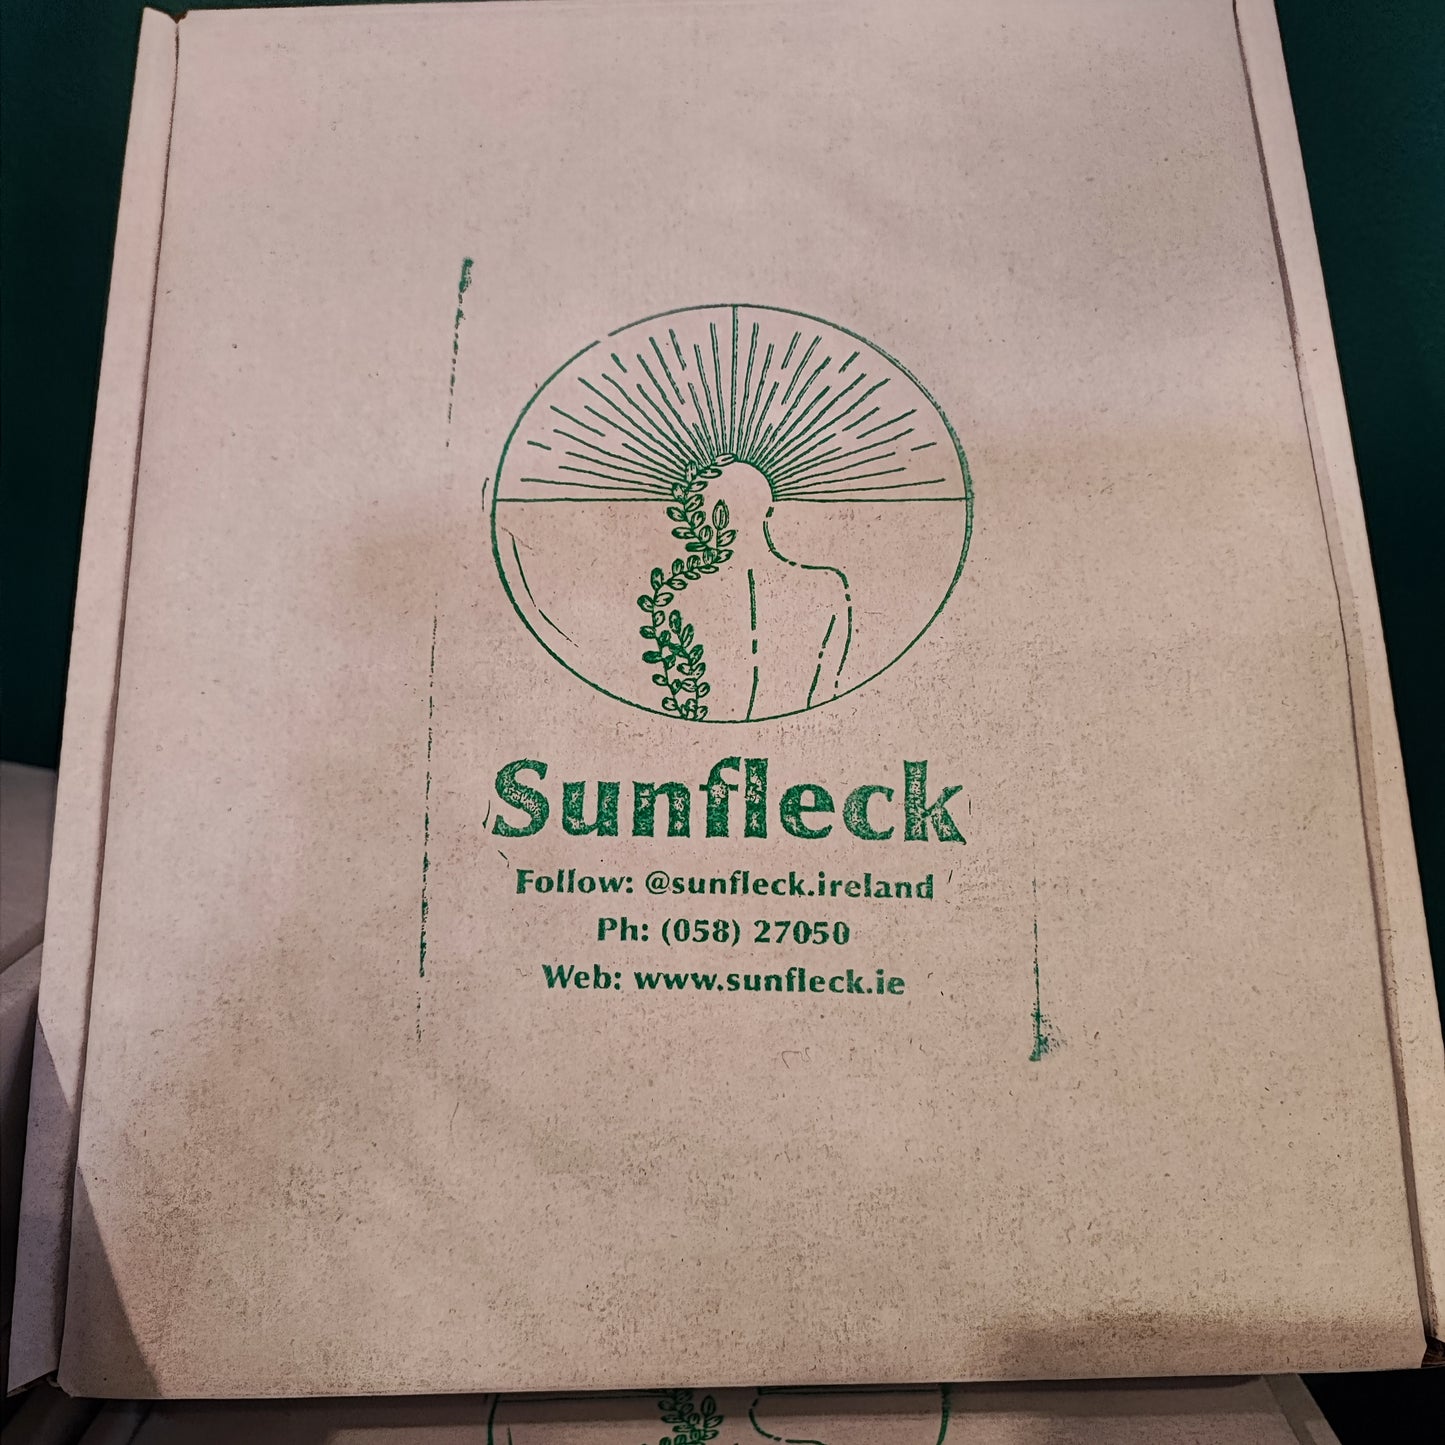 Sunfleck
Follow: @sunfleck.ireland
Ph: (058) 27050
Web: www.sunfleck.ie